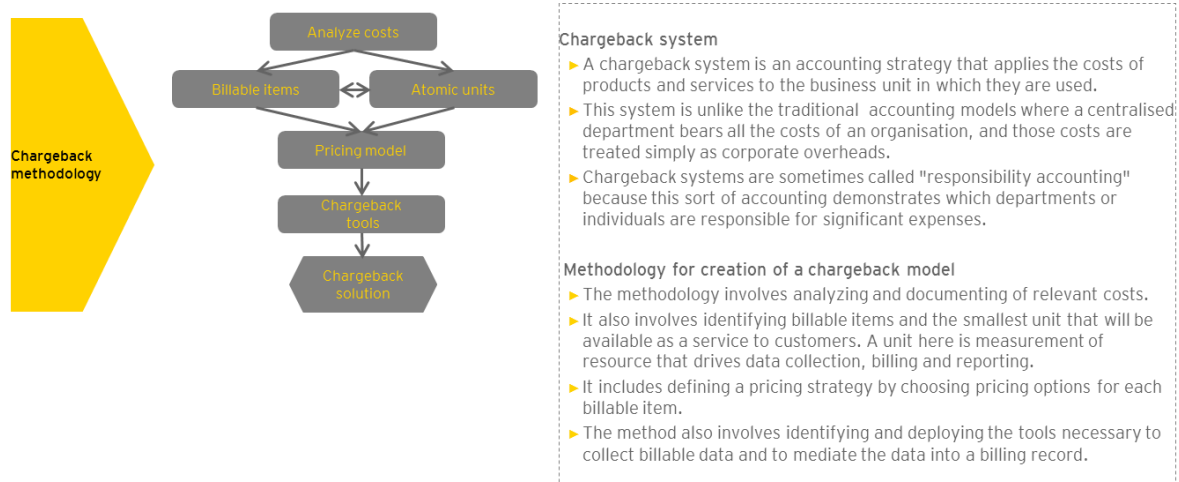 Chargeback
methodology
Analyze costs
Billable items
Atomic units
Pricing model
Chargeback
tools
Chargeback
solution
Chargeback system
► A chargeback system is an accounting strategy that applies the costs of
products and services to the business unit in which they are used.
► This system is unlike the traditional accounting models where a centralised
department bears all the costs of an organisation, and those costs are
treated simply as corporate overheads.
► Chargeback systems are sometimes called "responsibility accounting"
because this sort of accounting demonstrates which departments or
individuals are responsible for significant expenses.
Methodology for creation of a chargeback model
► The methodology involves analyzing and documenting of relevant costs.
► It also involves identifying billable items and the smallest unit that will be
available as a service to customers. A unit here is measurement of
resource that drives data collection, billing and reporting.
► It includes defining a pricing strategy by choosing pricing options for each
billable item.
► The method also involves identifying and deploying the tools necessary to
collect billable data and to mediate the data into a billing record.